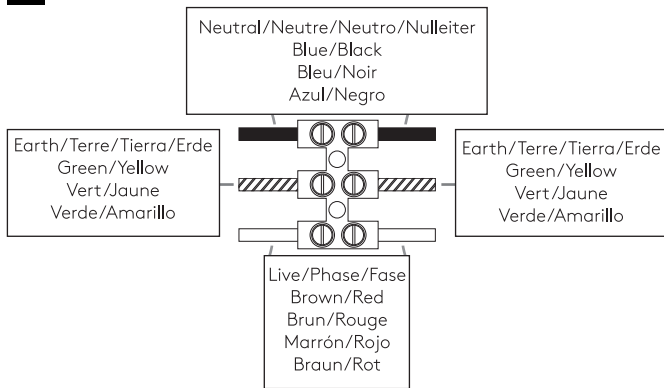 Neutral/Neutre/Neutro/Nulleiter
Blue/Black
Bleu/Noir
Azul/Negro
Earth/Terre/Tierra/Erde
Green/Yellow
Vert/Jaune
Verde/Amarillo
Earth/Terre/Tierra/Erde
Green/Yellow
Vert/Jaune
Verde/Amarillo
Live/Phase/Fase
Brown/Red
Brun/Rouge
Marrón/Rojo
Braun/Rot